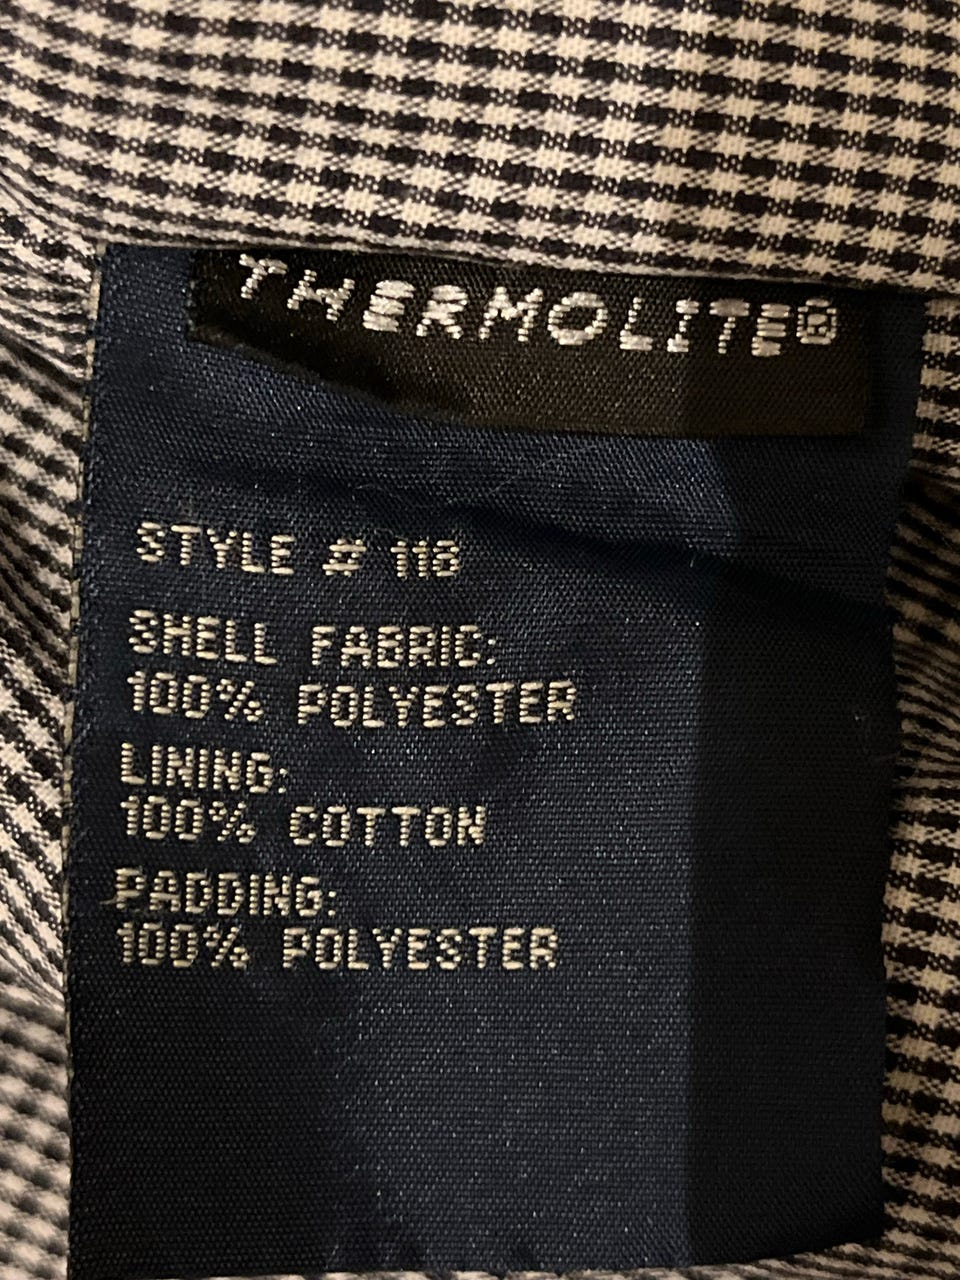 THERMOLITE®
STYLE # 118
SHELL FABRIC:
100% POLYESTER
LINING:
100% COTTON
PADDING:
100% POLYESTER